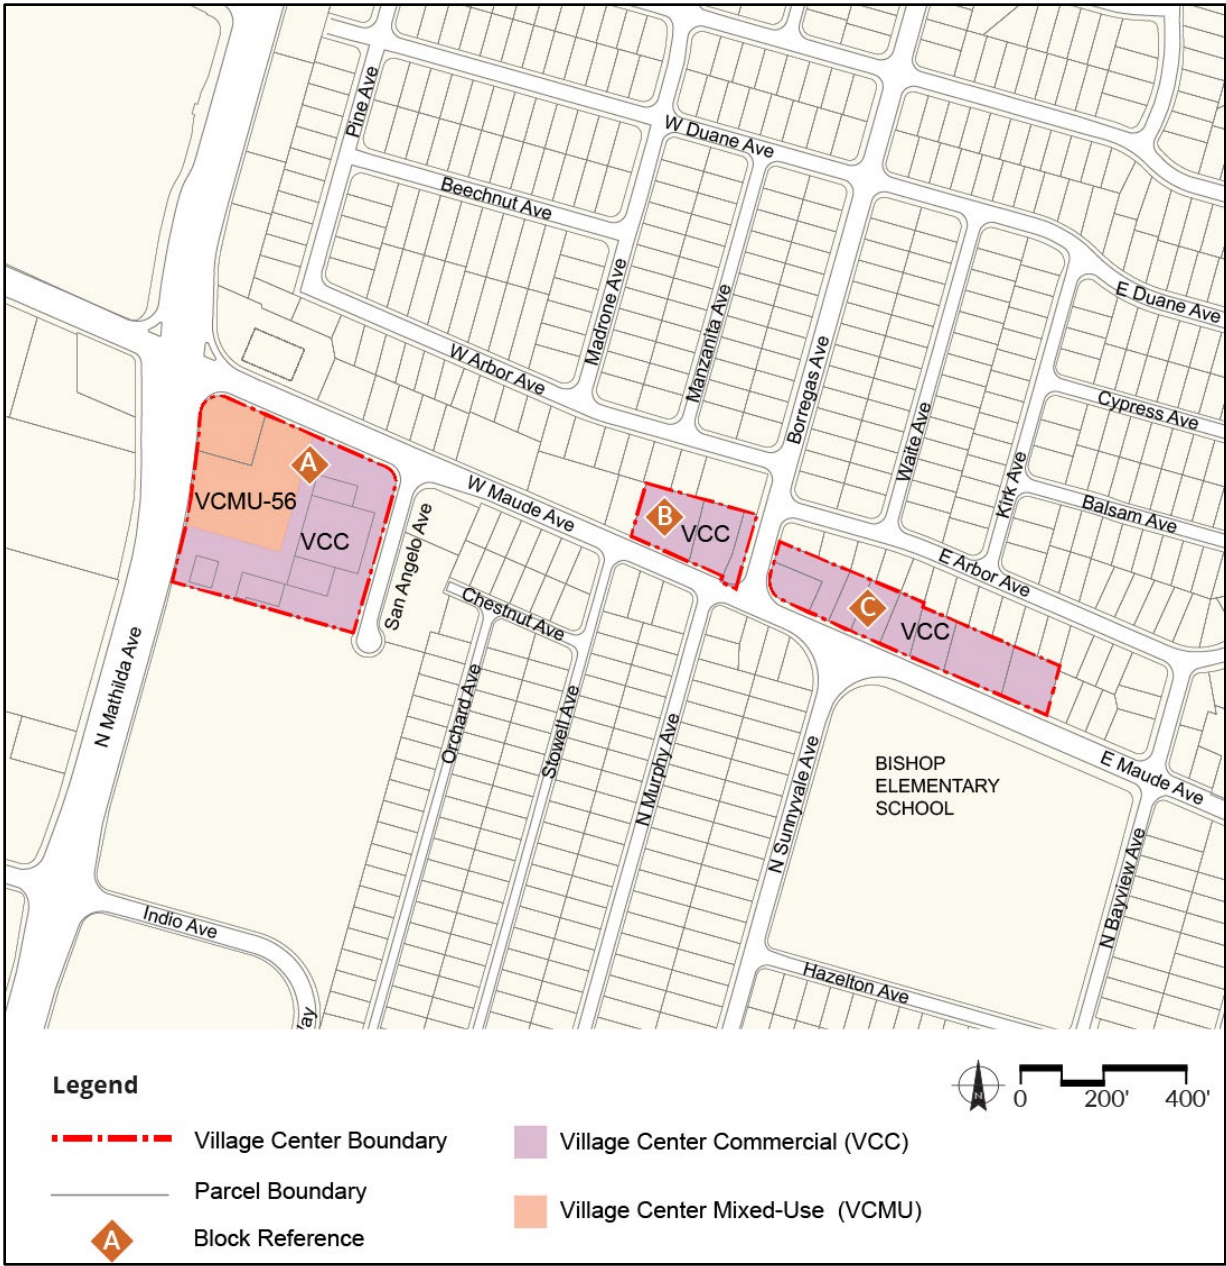 Pine Ave
W Duane Ave
Beechnut Ave
E Duane Ave
Madrone Ave
Manzanita Ave
W Arbor Ave
Borregas Ave
Cypress Ave
Waite Ave
Kirk Ave
A
VCMU-56
VCC
W Maude Ave
B
VCC
Balsam Ave
San Angelo Ave
E Arbor Ave
Chestnut Ave
C
VCC
N Mathilda Ave
Orchard Ave
Stowell Ave
N Murphy Ave
N Sunnyvale Ave
BISHOP
ELEMENTARY
SCHOOL
E Maude Ave
N Bayview Ave
Indio Ave
Hazelton Ave
Legend
N
0 200' 400'
Village Center Boundary
Village Center Commercial (VCC)
Parcel Boundary
Village Center Mixed-Use (VCMU)
A
Block Reference